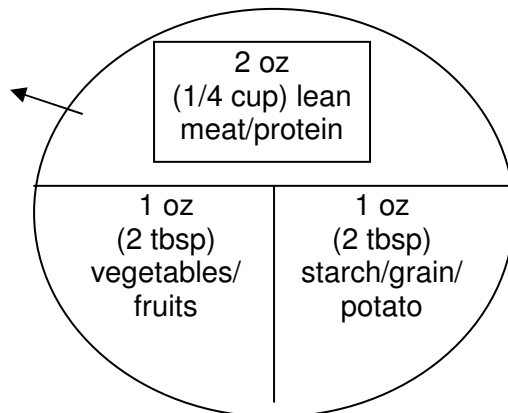 2 oz
(1/4 cup) lean
meat/protein
1 oz
(2 tbsp)
vegetables/
fruits
1 oz
(2 tbsp)
starch/grain/
potato